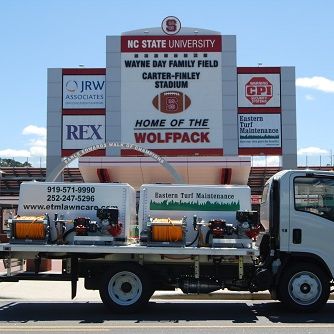 S
NC STATE UNIVERSITY
WAYNE DAY FAMILY FIELD
CARTER-FINLEY
STADIUM
HOME OF THE
WOLFPACK
JRW
ASSOCIATES
REX
CPI
Eastern
Turf
Maintenance
919-571-9990
252-247-5296
www.etmlawncare.com
Eastern Turf Maintenance